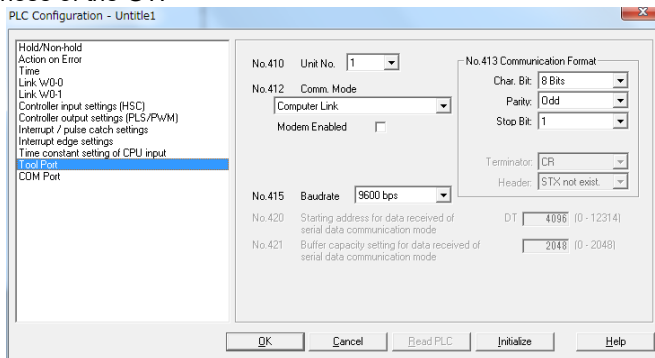 PLC Configuration - Untitle1
Hold/Non-hold
Action on Error
Time
Link W0-0
Link W0-1
Controller input settings (HSC)
Controller output settings (PLS/PWM)
Interrupt / pulse catch settings
Interrupt edge settings
Time constant setting of CPU input
Tool Port
COM Port
No.410 Unit No. 1
No.412 Comm. Mode
Computer Link
Modem Enabled
No.413 Communication Format
Char. Bit: 8 Bits
Parity: Odd
Stop Bit: 1
Terminator: CR
Header: STX not exist.
No.415 Baudrate 9600 bps
No.420 Starting address for data received of
serial data communication mode
DT 4096 (0 - 12314)
No.421 Buffer capacity setting for data received of
serial data communication mode
2048 (0 - 2048)
OK Cancel Read PLC Initialize Help